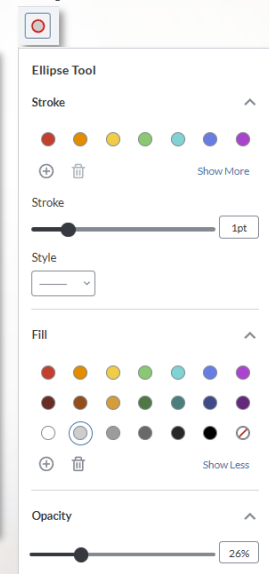 Ellipse Tool
Stroke
Show More
Stroke
1pt
Style
Fill
Show Less
Opacity
26%